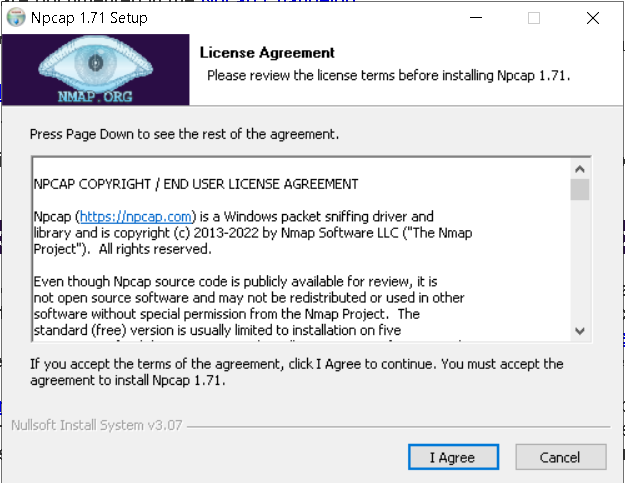 Npcap 1.71 Setup
NMAP.ORG
License Agreement
Please review the license terms before installing Npcap 1.71.
Press Page Down to see the rest of the agreement.
NPCAP COPYRIGHT / END USER LICENSE AGREEMENT
Npcap (https://npcap.com) is a Windows packet sniffing driver and
library and is copyright (c) 2013-2022 by Nmap Software LLC ("The Nmap
Project").  All rights reserved.
Even though Npcap source code is publicly available for review, it is
not open source software and may not be redistributed or used in other
software without special permission from the Nmap Project.  The
standard (free) version is usually limited to installation on five
If you accept the terms of the agreement, click I Agree to continue. You must accept the
agreement to install Npcap 1.71.
Nullsoft Install System v3.07
I Agree
Cancel